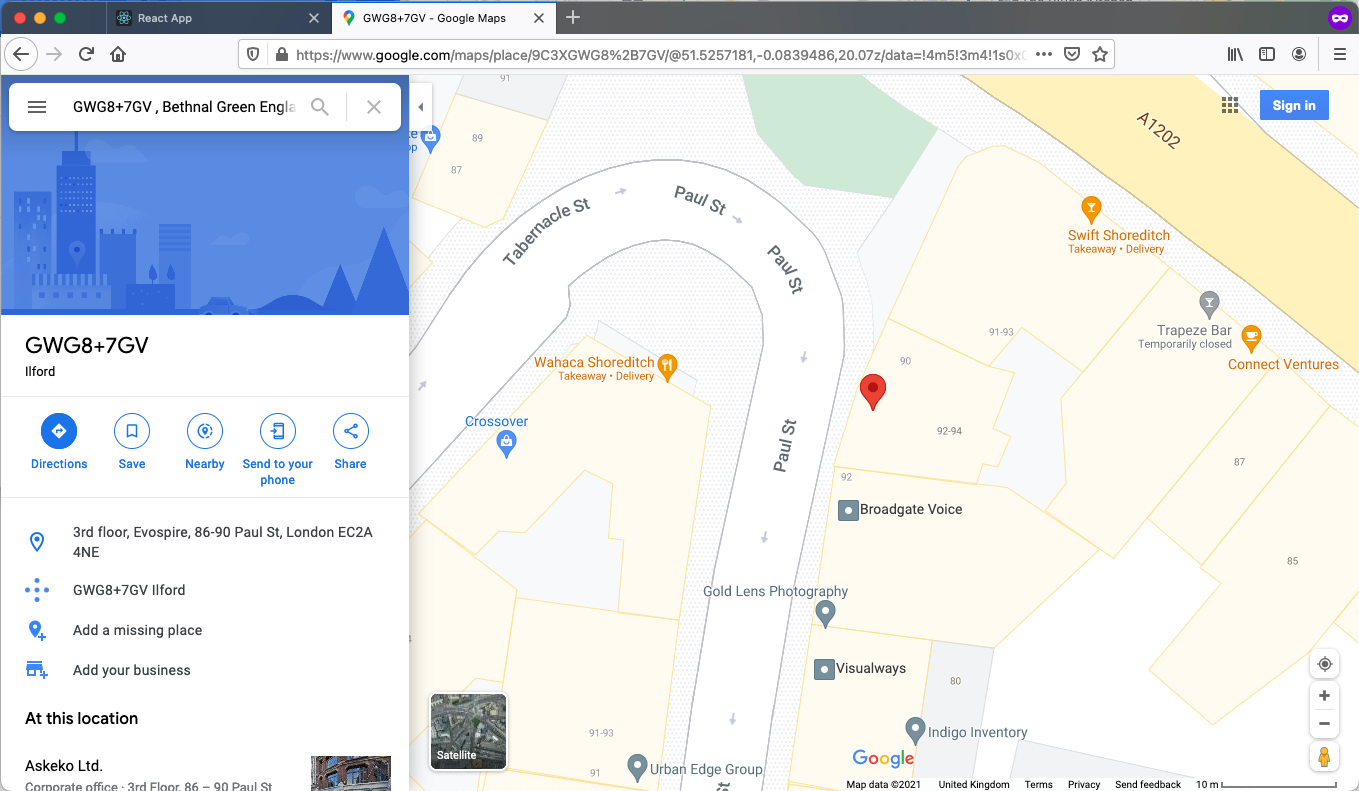 React App
GWG8+7GV - Google Maps
https://www.google.com/maps/place/9C3XGWG8%2B7GV/@51.5257181,-0.0839486,20.07z/data=!4m5!3m4!1s0x0
GWG8+7GV , Bethnal Green Engla
GWG8+7GV
Ilford
Directions
Save
Nearby
Send to your
phone
Share
3rd floor, Evospire, 86-90 Paul St, London EC2A
4NE
GWG8+7GV Ilford
Add a missing place
Add your business
At this location
Askeko Ltd.
Corporate office · 3rd Floor, 86 – 90 Paul St
Sign in
91
89
87
A1202
Tabernacle St
Paul St
Paul St
Swift Shoreditch
Takeaway • Delivery
Trapeze Bar
Temporarily closed
Connect Ventures
91-93
90
Wahaca Shoreditch
Takeaway • Delivery
Crossover
Paul St
92-94
92
87
Broadgate Voice
85
Gold Lens Photography
Visualways
80
Indigo Inventory
91-93
91
Urban Edge Group
St
Satellite
Google
Map data ©2021
United Kingdom
Terms
Privacy
Send feedback
10 m